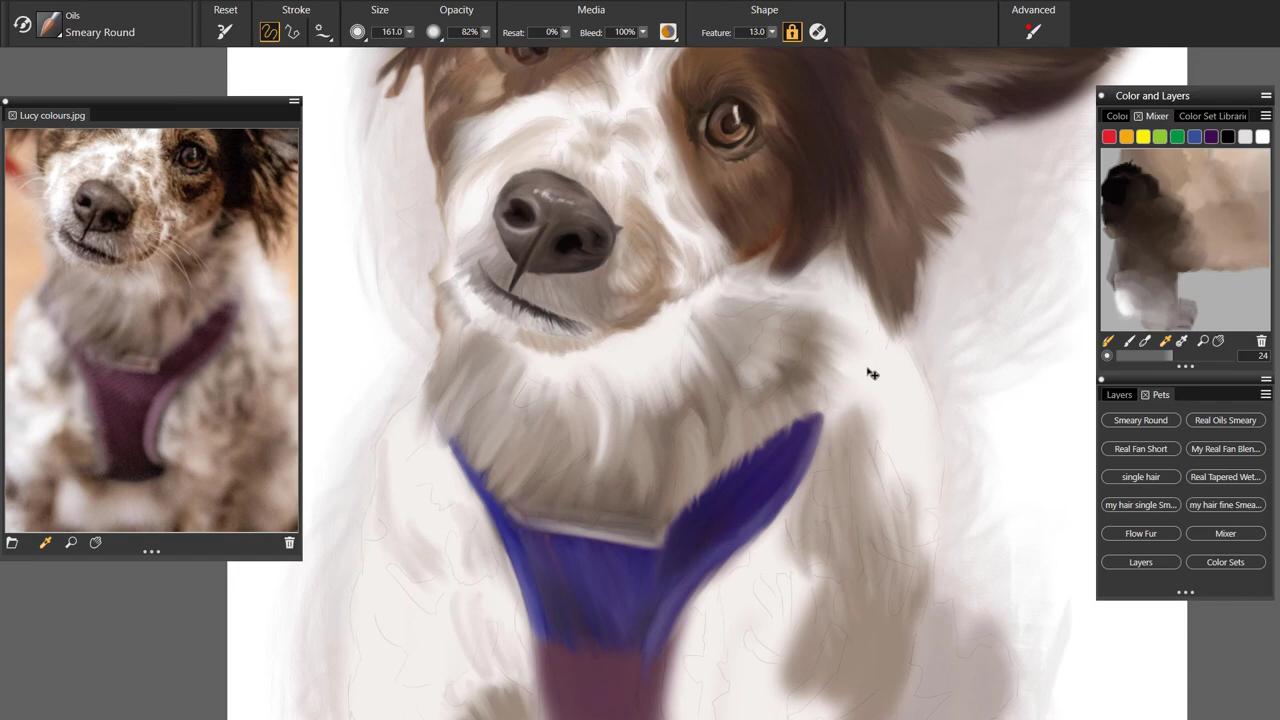 Oils
Smeary Round
Reset
Stroke
Size
161.0
Opacity
82%
Media
Resat: 0%
Bleed: 100%
Shape
Feature: 13.0
Advanced
Lucy colours.jpg
Color and Layers
Color
Mixer
Color Set Librari
24
Layers
Pets
Smeary Round
Real Oils Smeary
Real Fan Short
My Real Fan Blen...
single hair
Real Tapered Wet...
my hair single Sm...
my hair fine Smea...
Flow Fur
Mixer
Layers
Color Sets